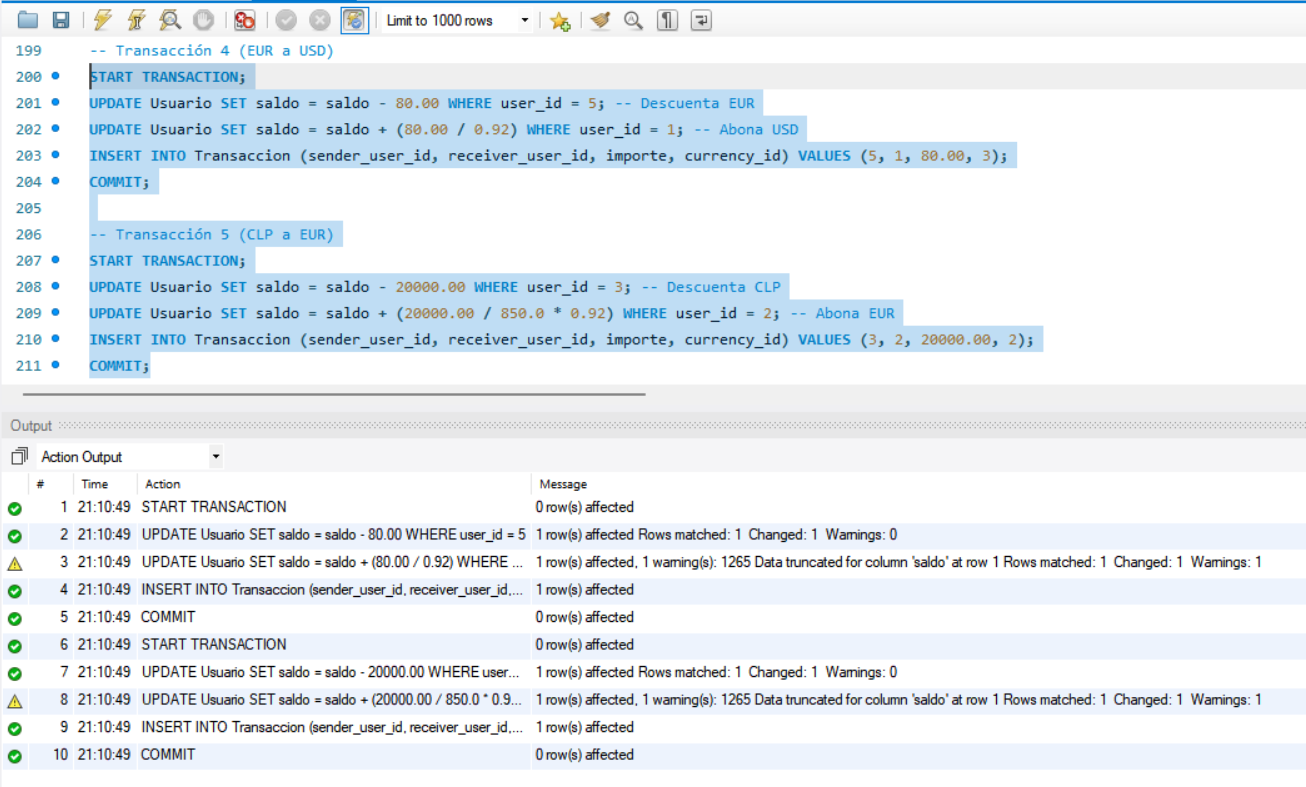 Limit to 1000 rows
199 -- Transacción 4 (EUR a USD)
200 START TRANSACTION;
201 UPDATE Usuario SET saldo = saldo - 80.00 WHERE user_id = 5; -- Descuenta EUR
202 UPDATE Usuario SET saldo = saldo + (80.00 / 0.92) WHERE user_id = 1; -- Abona USD
203 INSERT INTO Transaccion (sender_user_id, receiver_user_id, importe, currency_id) VALUES (5, 1, 80.00, 3);
204 COMMIT;
205
206 -- Transacción 5 (CLP a EUR)
207 START TRANSACTION;
208 UPDATE Usuario SET saldo = saldo - 20000.00 WHERE user_id = 3; -- Descuenta CLP
209 UPDATE Usuario SET saldo = saldo + (20000.00 / 850.0 * 0.92) WHERE user_id = 2; -- Abona EUR
210 INSERT INTO Transaccion (sender_user_id, receiver_user_id, importe, currency_id) VALUES (3, 2, 20000.00, 2);
211 COMMIT;
Output
Action Output
# Time Action Message
1 21:10:49 START TRANSACTION 0 row(s) affected
2 21:10:49 UPDATE Usuario SET saldo = saldo - 80.00 WHERE user_id = 5 1 row(s) affected Rows matched: 1 Changed: 1 Warnings: 0
3 21:10:49 UPDATE Usuario SET saldo = saldo + (80.00 / 0.92) WHERE ... 1 row(s) affected, 1 warning(s): 1265 Data truncated for column 'saldo' at row 1 Rows matched: 1 Changed: 1 Warnings: 1
4 21:10:49 INSERT INTO Transaccion (sender_user_id, receiver_user_id,... 1 row(s) affected
5 21:10:49 COMMIT 0 row(s) affected
6 21:10:49 START TRANSACTION 0 row(s) affected
7 21:10:49 UPDATE Usuario SET saldo = saldo - 20000.00 WHERE user... 1 row(s) affected Rows matched: 1 Changed: 1 Warnings: 0
8 21:10:49 UPDATE Usuario SET saldo = saldo + (20000.00 / 850.0 * 0.9... 1 row(s) affected, 1 warning(s): 1265 Data truncated for column 'saldo' at row 1 Rows matched: 1 Changed: 1 Warnings: 1
9 21:10:49 INSERT INTO Transaccion (sender_user_id, receiver_user_id,... 1 row(s) affected
10 21:10:49 COMMIT 0 row(s) affected